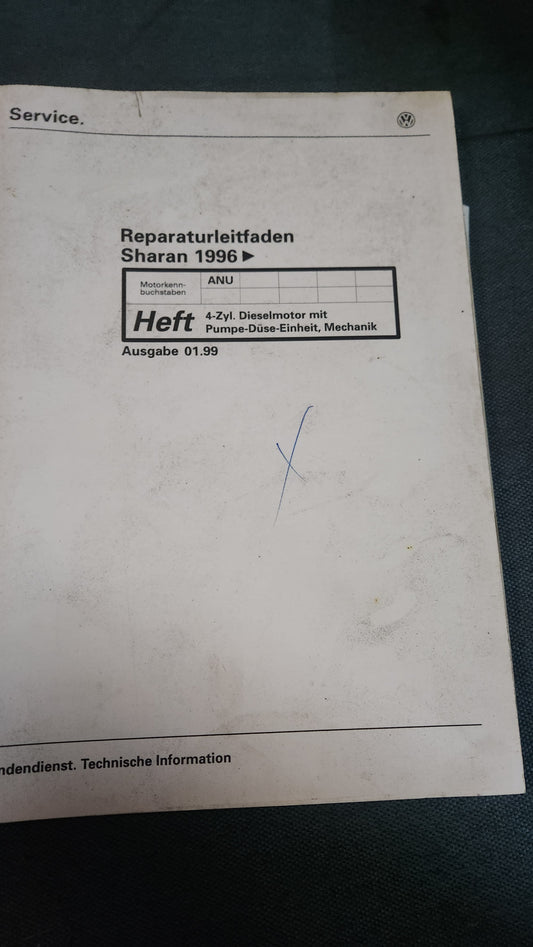 Service.
Reparaturleitfaden
Sharan 1996 ►
Motorkenn-
buchstaben
ANU
Heft
4-Zyl. Dieselmotor mit
Pumpe-Düse-Einheit, Mechanik
Ausgabe 01.99
ndendienst. Technische Information